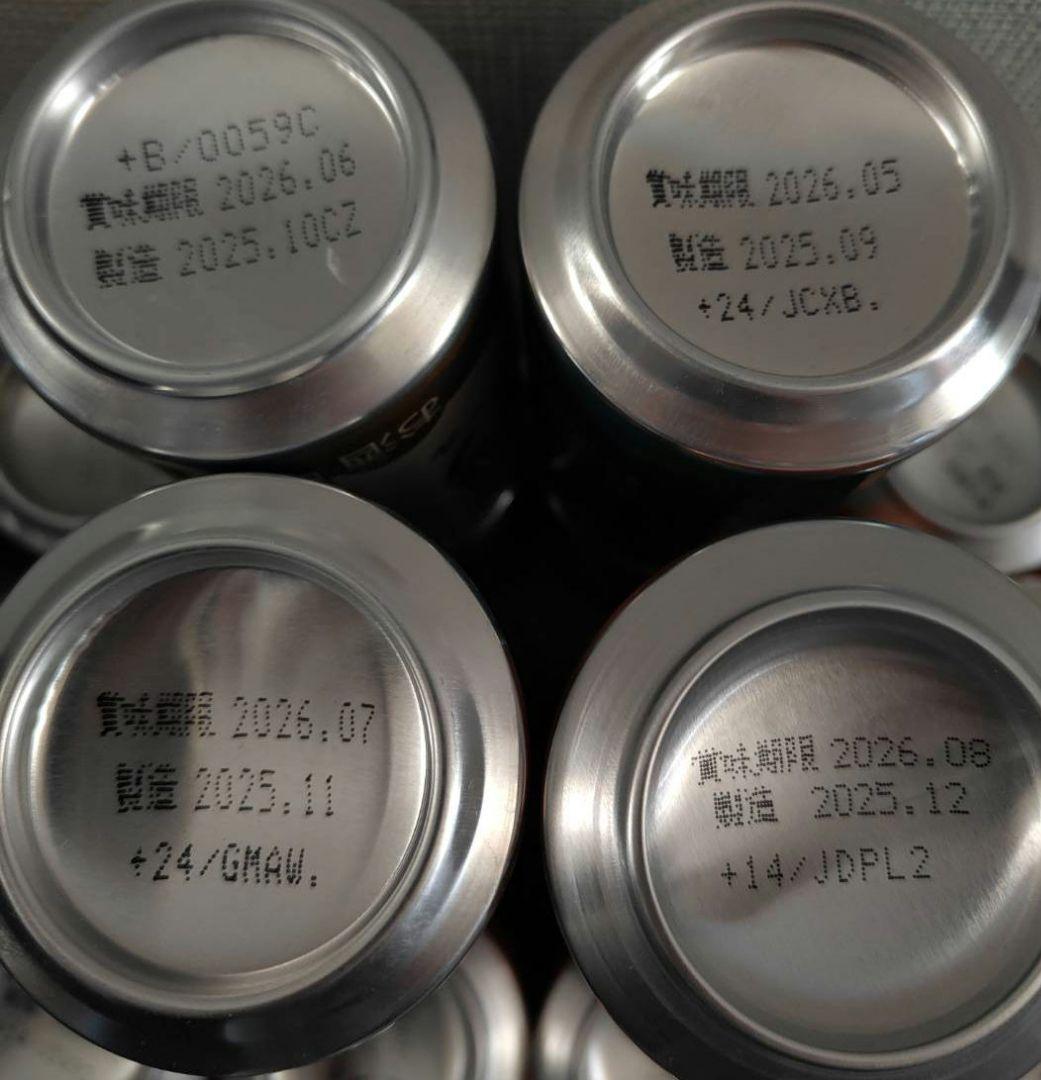 +B/0059C
賞味期限 2026.06
製造 2025.10CZ
賞味期限 2026.05
製造 2025.09
+24/JCXB.
賞味期限 2026.07
製造 2025.11
+24/GMAW.
賞味期限 2026.08
製造 2025.12
+14/JDPL2